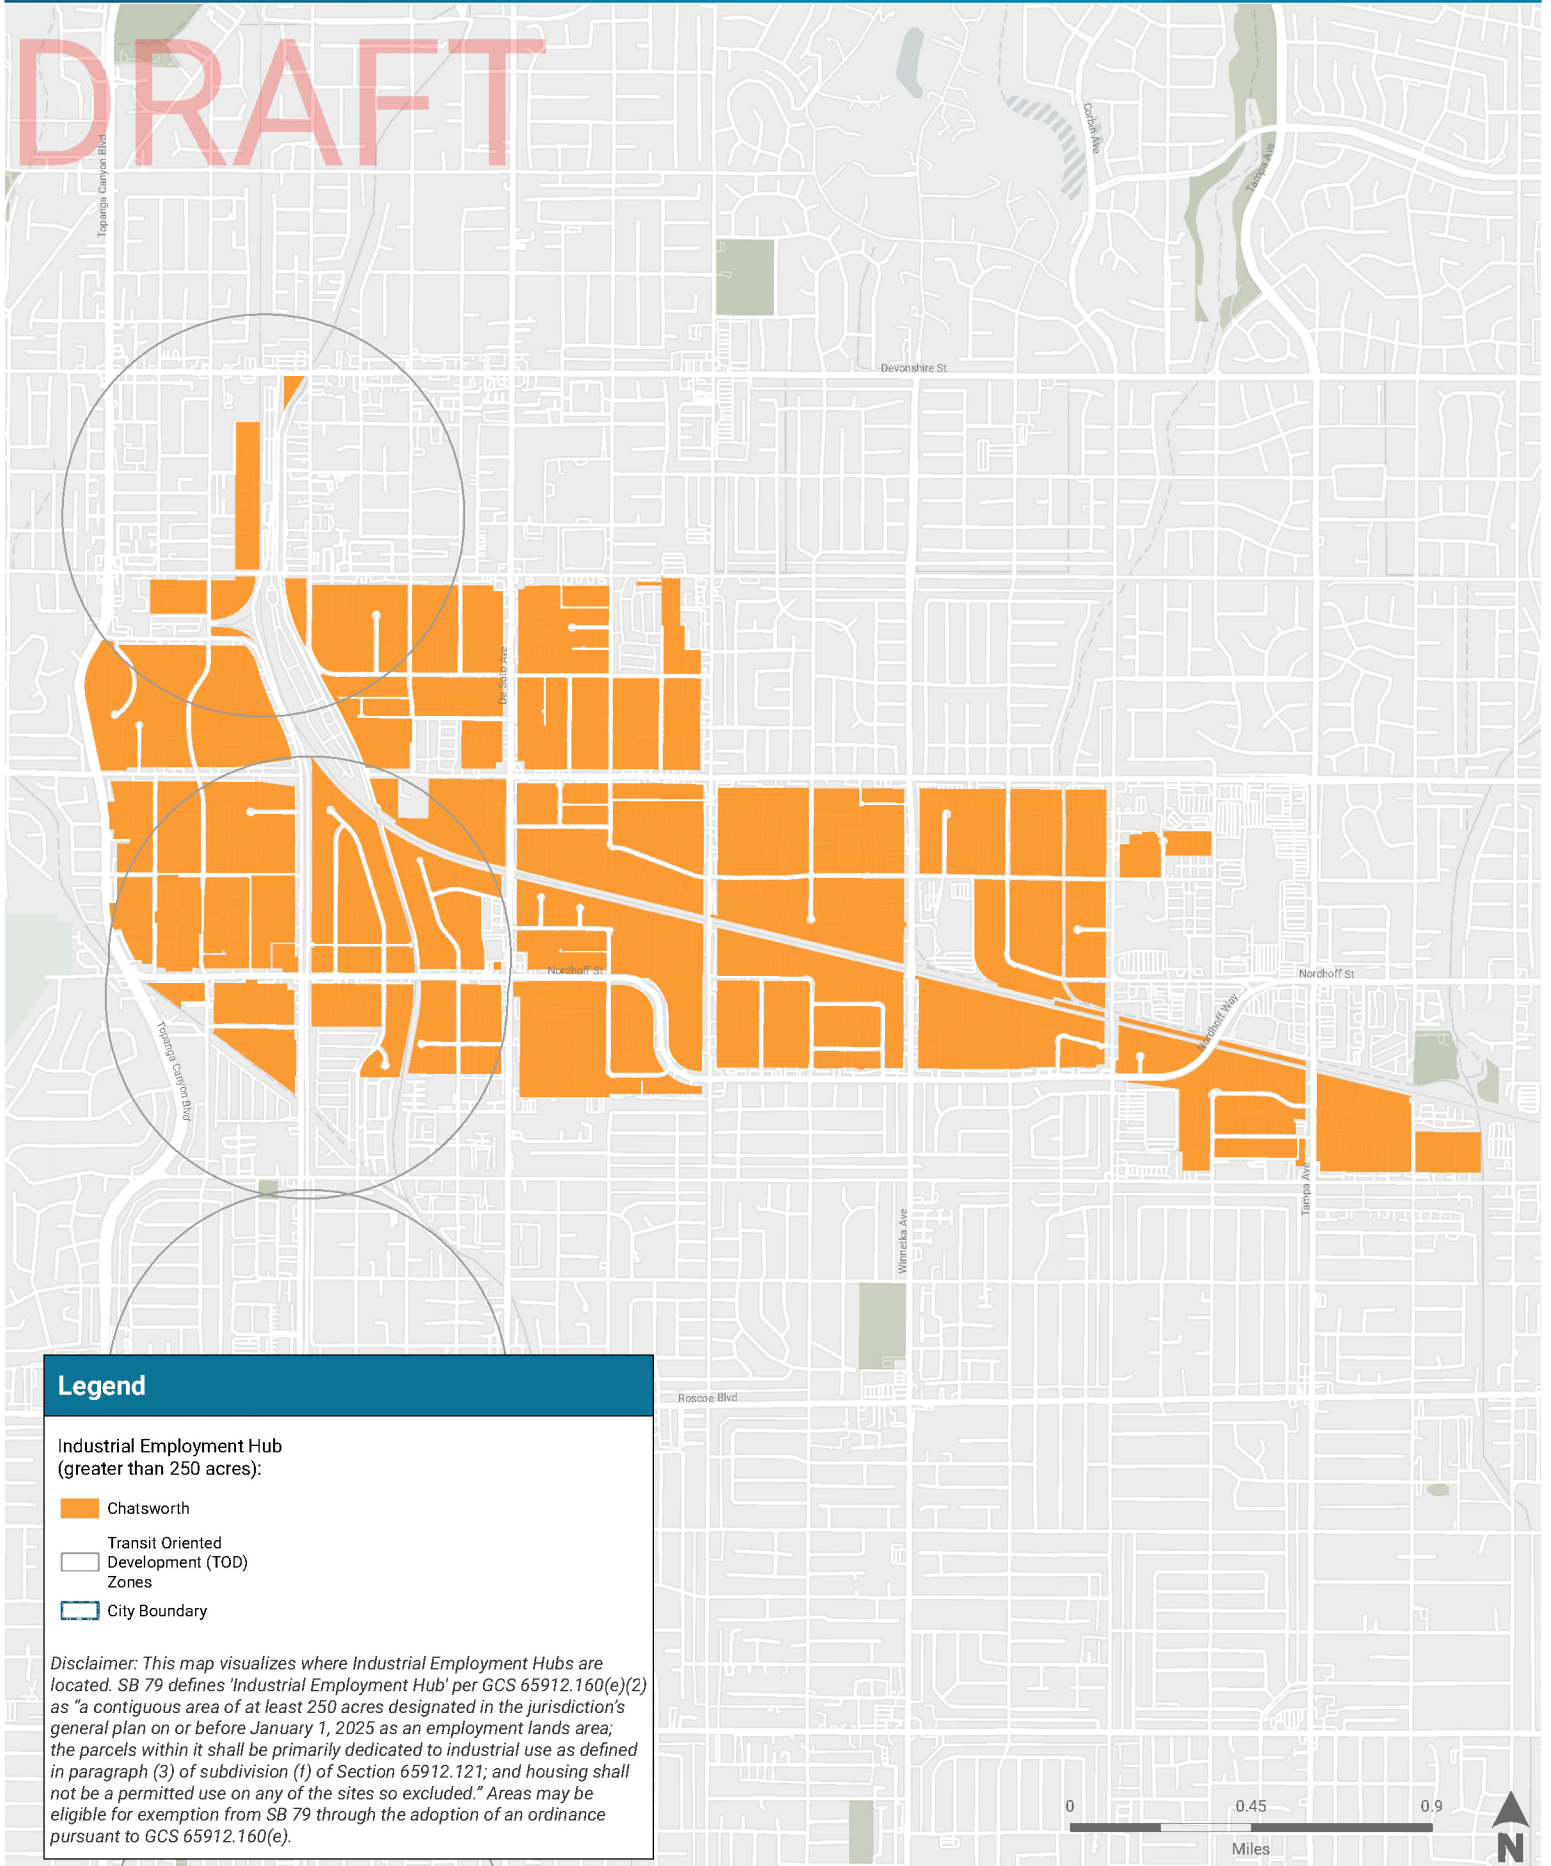 DRAFT
Topanga Canyon Blvd
Corbin Ave
Tampa Ave
Devonshire St
De Soto Ave
Nordhoff St
Nordhoff St
Nordhoff Way
Topanga Canyon Blvd
Tampa Ave
Winnetka Ave
Roscoe Blvd
Legend
Industrial Employment Hub
(greater than 250 acres):
Chatsworth
Transit Oriented
Development (TOD)
Zones
City Boundary
Disclaimer: This map visualizes where Industrial Employment Hubs are
located. SB 79 defines 'Industrial Employment Hub' per GCS 65912.160(e)(2)
as “a contiguous area of at least 250 acres designated in the jurisdiction’s
general plan on or before January 1, 2025 as an employment lands area;
the parcels within it shall be primarily dedicated to industrial use as defined
in paragraph (3) of subdivision (f) of Section 65912.121; and housing shall
not be a permitted use on any of the sites so excluded.” Areas may be
eligible for exemption from SB 79 through the adoption of an ordinance
pursuant to GCS 65912.160(e).
0 0.45 0.9
Miles
N